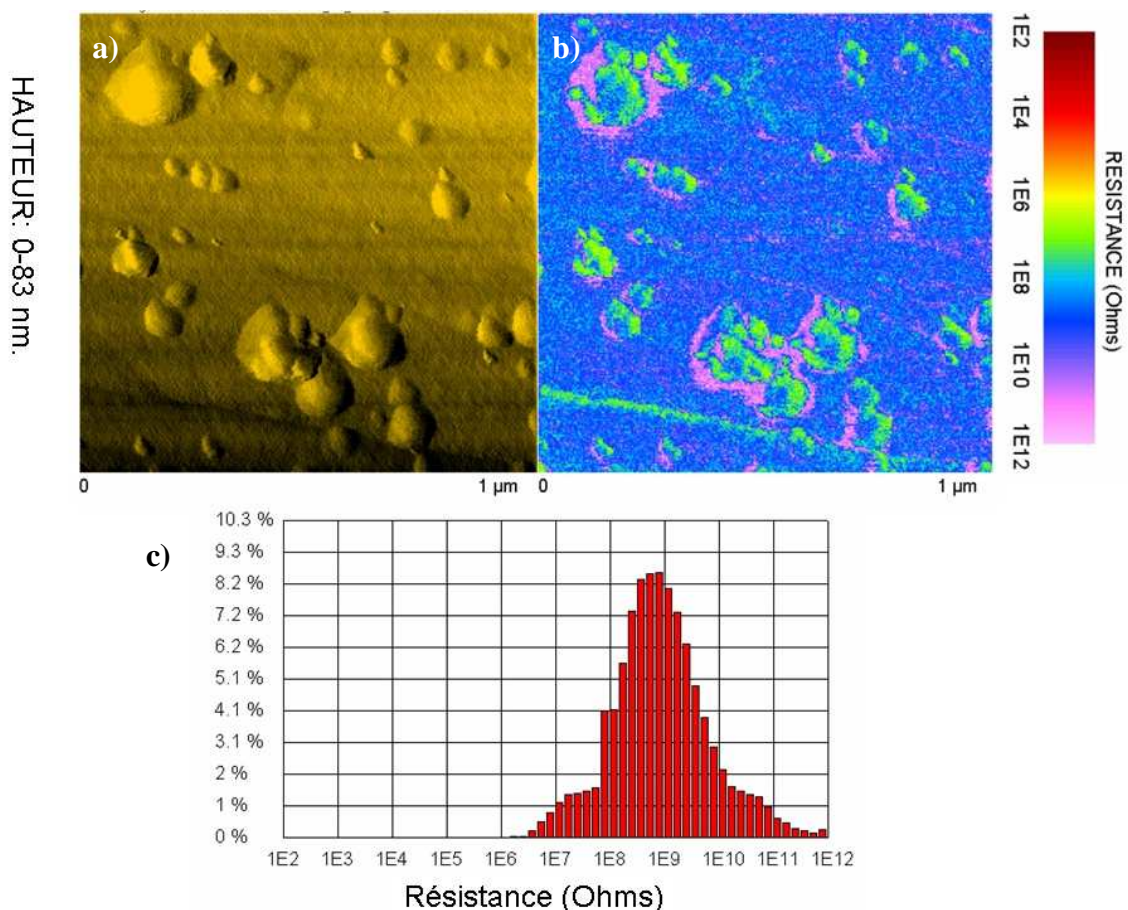 a)
HAUTEUR: 0-83 nm.
0
1 µm
b)
0
1 µm
1E2
1E4
1E6
1E8
1E10
1E12
RESISTANCE (Ohms)
c)
10.3 %
9.3 %
8.2 %
7.2 %
6.2 %
5.1 %
4.1 %
3.1 %
2 %
1 %
0 %
1E2 1E3 1E4 1E5 1E6 1E7 1E8 1E9 1E10 1E11 1E12
Résistance (Ohms)